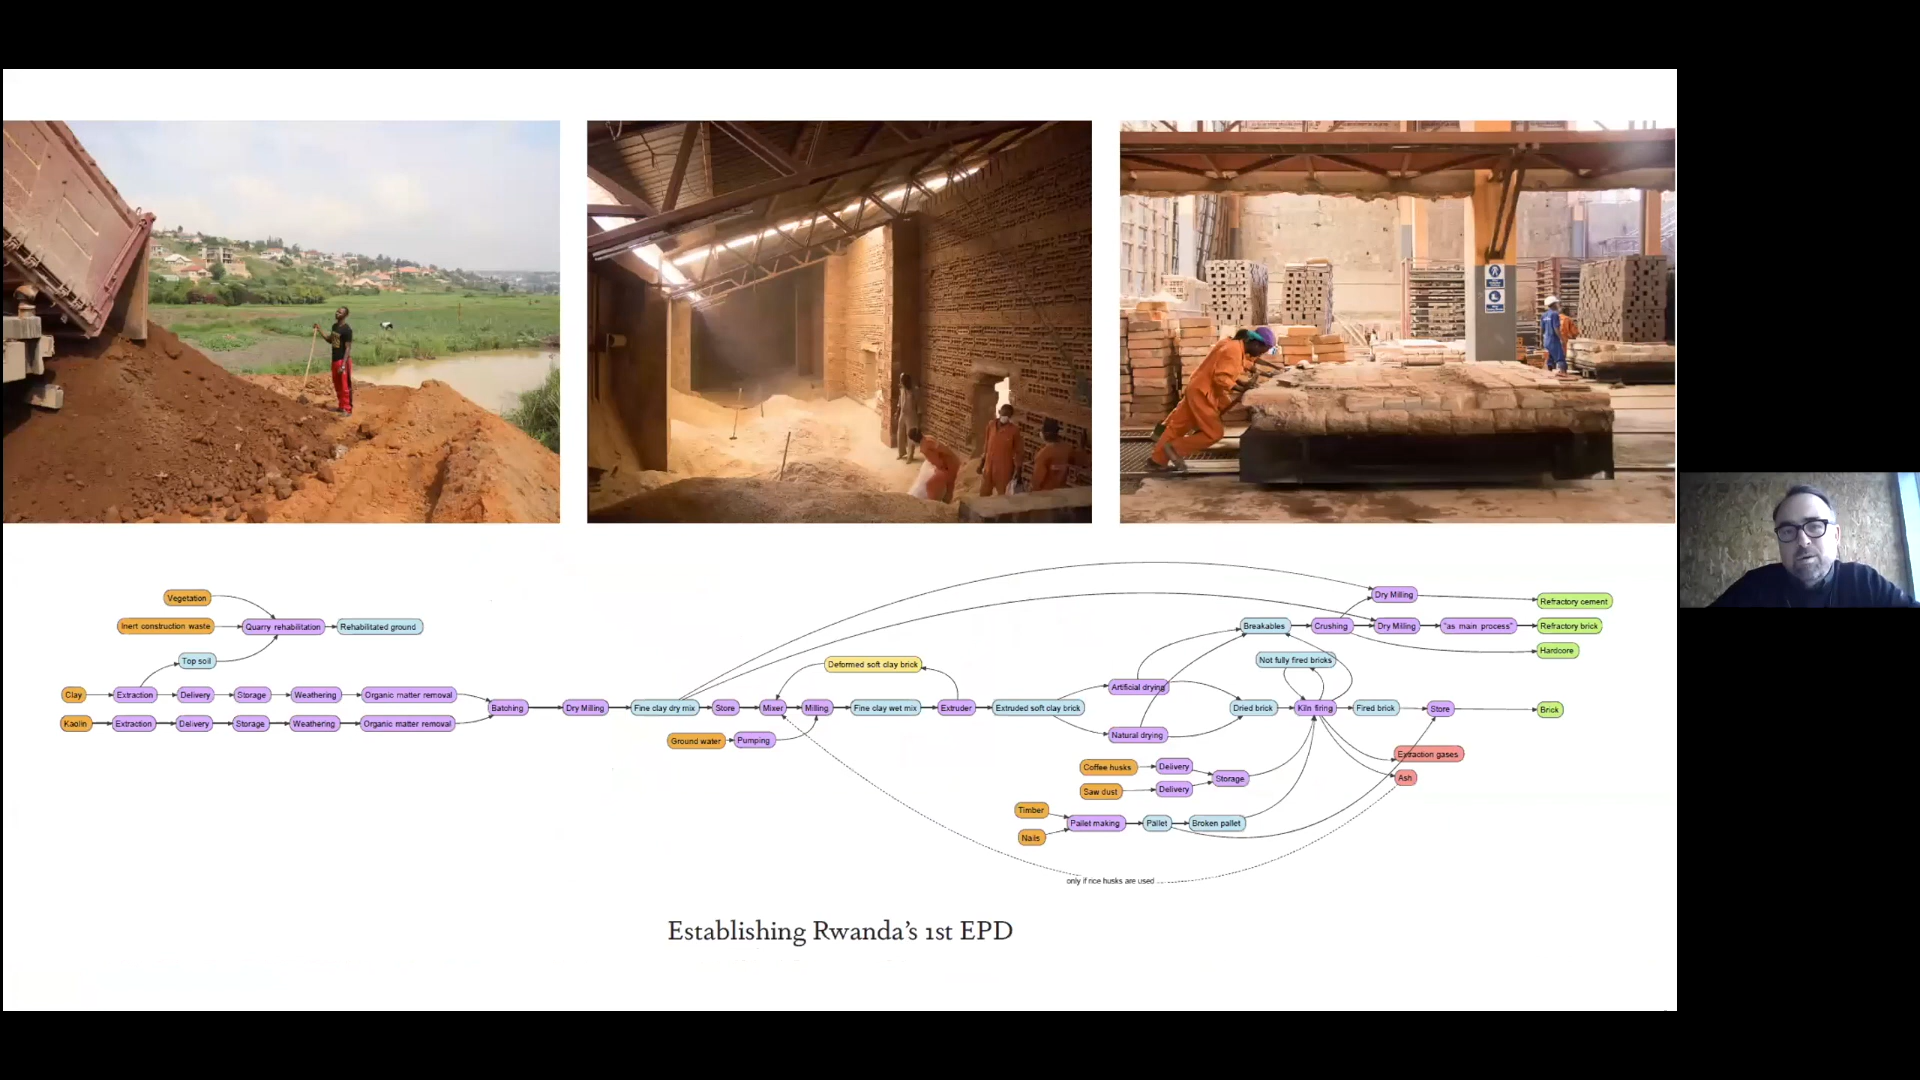 Vegetation
Inert construction waste
Quarry rehabilitation
Rehabilitated ground
Top soil
Clay
Extraction
Delivery
Storage
Weathering
Organic matter removal
Kaolin
Extraction
Delivery
Storage
Weathering
Organic matter removal
Batching
Dry Milling
Fine clay dry mix
Store
Mixer
Milling
Fine clay wet mix
Extruder
Extruded soft clay brick
Deformed soft clay brick
Ground water
Pumping
Artificial drying
Natural drying
Dried brick
Kiln firing
Fired brick
Store
Brick
Breakables
Crushing
Dry Milling
Refractory cement
Dry Milling
"as main process"
Refractory brick
Hardcore
Not fully fired bricks
Extraction gases
Ash
Coffee husks
Delivery
Storage
Saw dust
Delivery
Timber
Nails
Pallet making
Pallet
Broken pallet
only if rice husks are used ...
Establishing Rwanda's 1st EPD